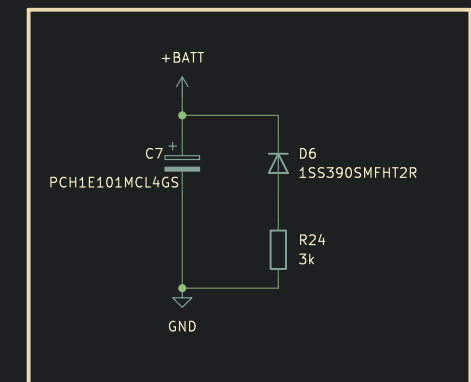 +BATT
+
C7
PCH1E101MCL4GS
D6
1SS390SMFHT2R
R24
3k
GND